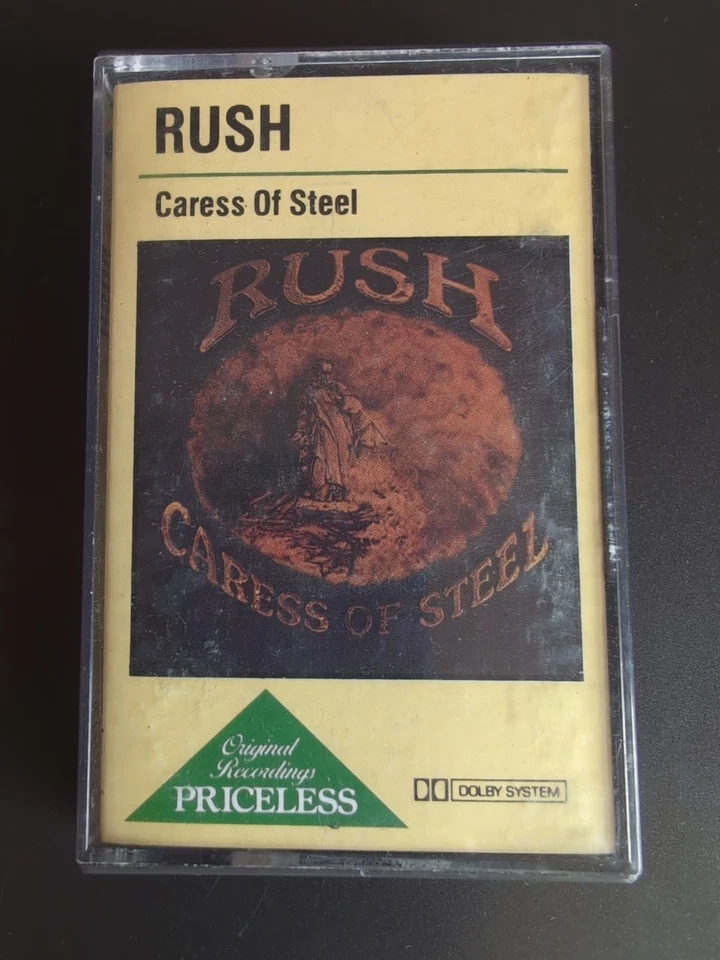 RUSH
Caress Of Steel
RUSH
CARESS OF STEEL
Original
Recordings
PRICELESS
DOLBY SYSTEM